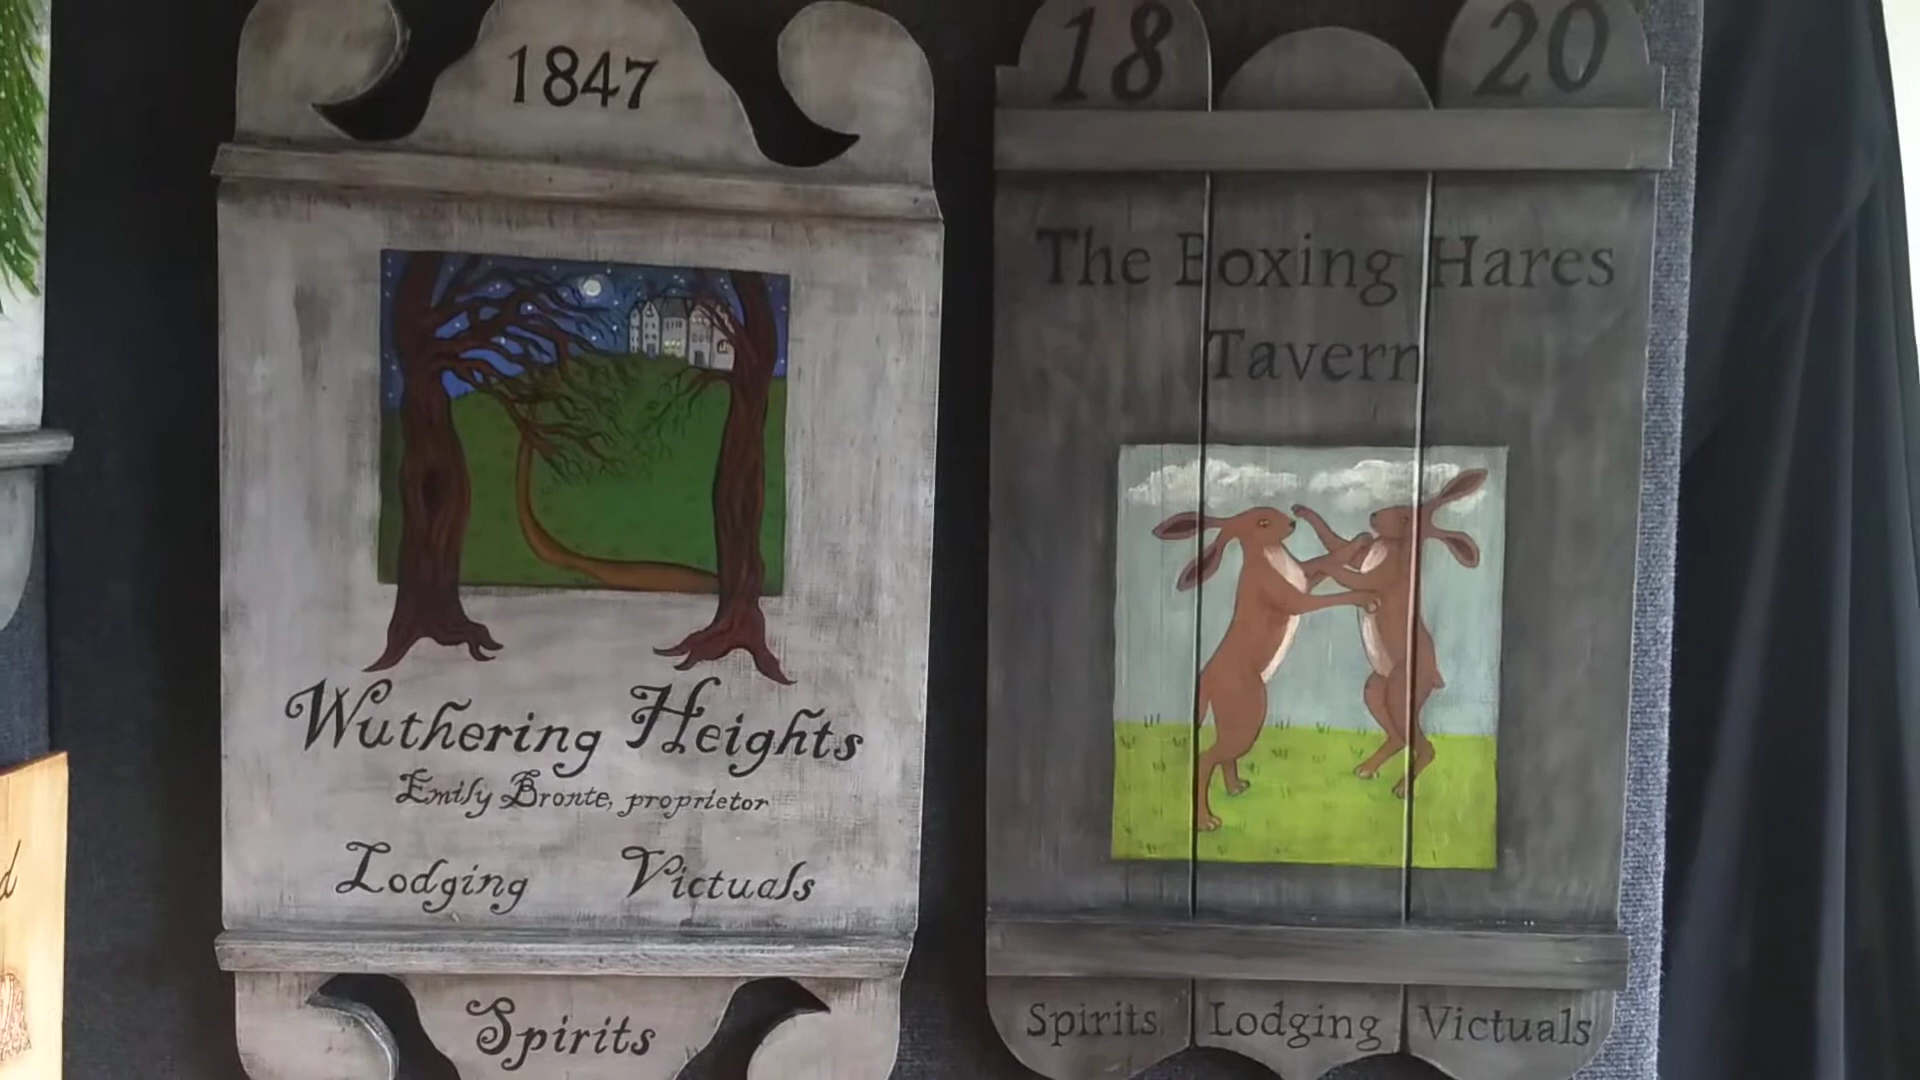 1847
Wuthering Heights
Emily Bronte, proprietor
Lodging Victuals
Spirits
18 20
The Boxing Hares
Tavern
Spirits Lodging Victuals